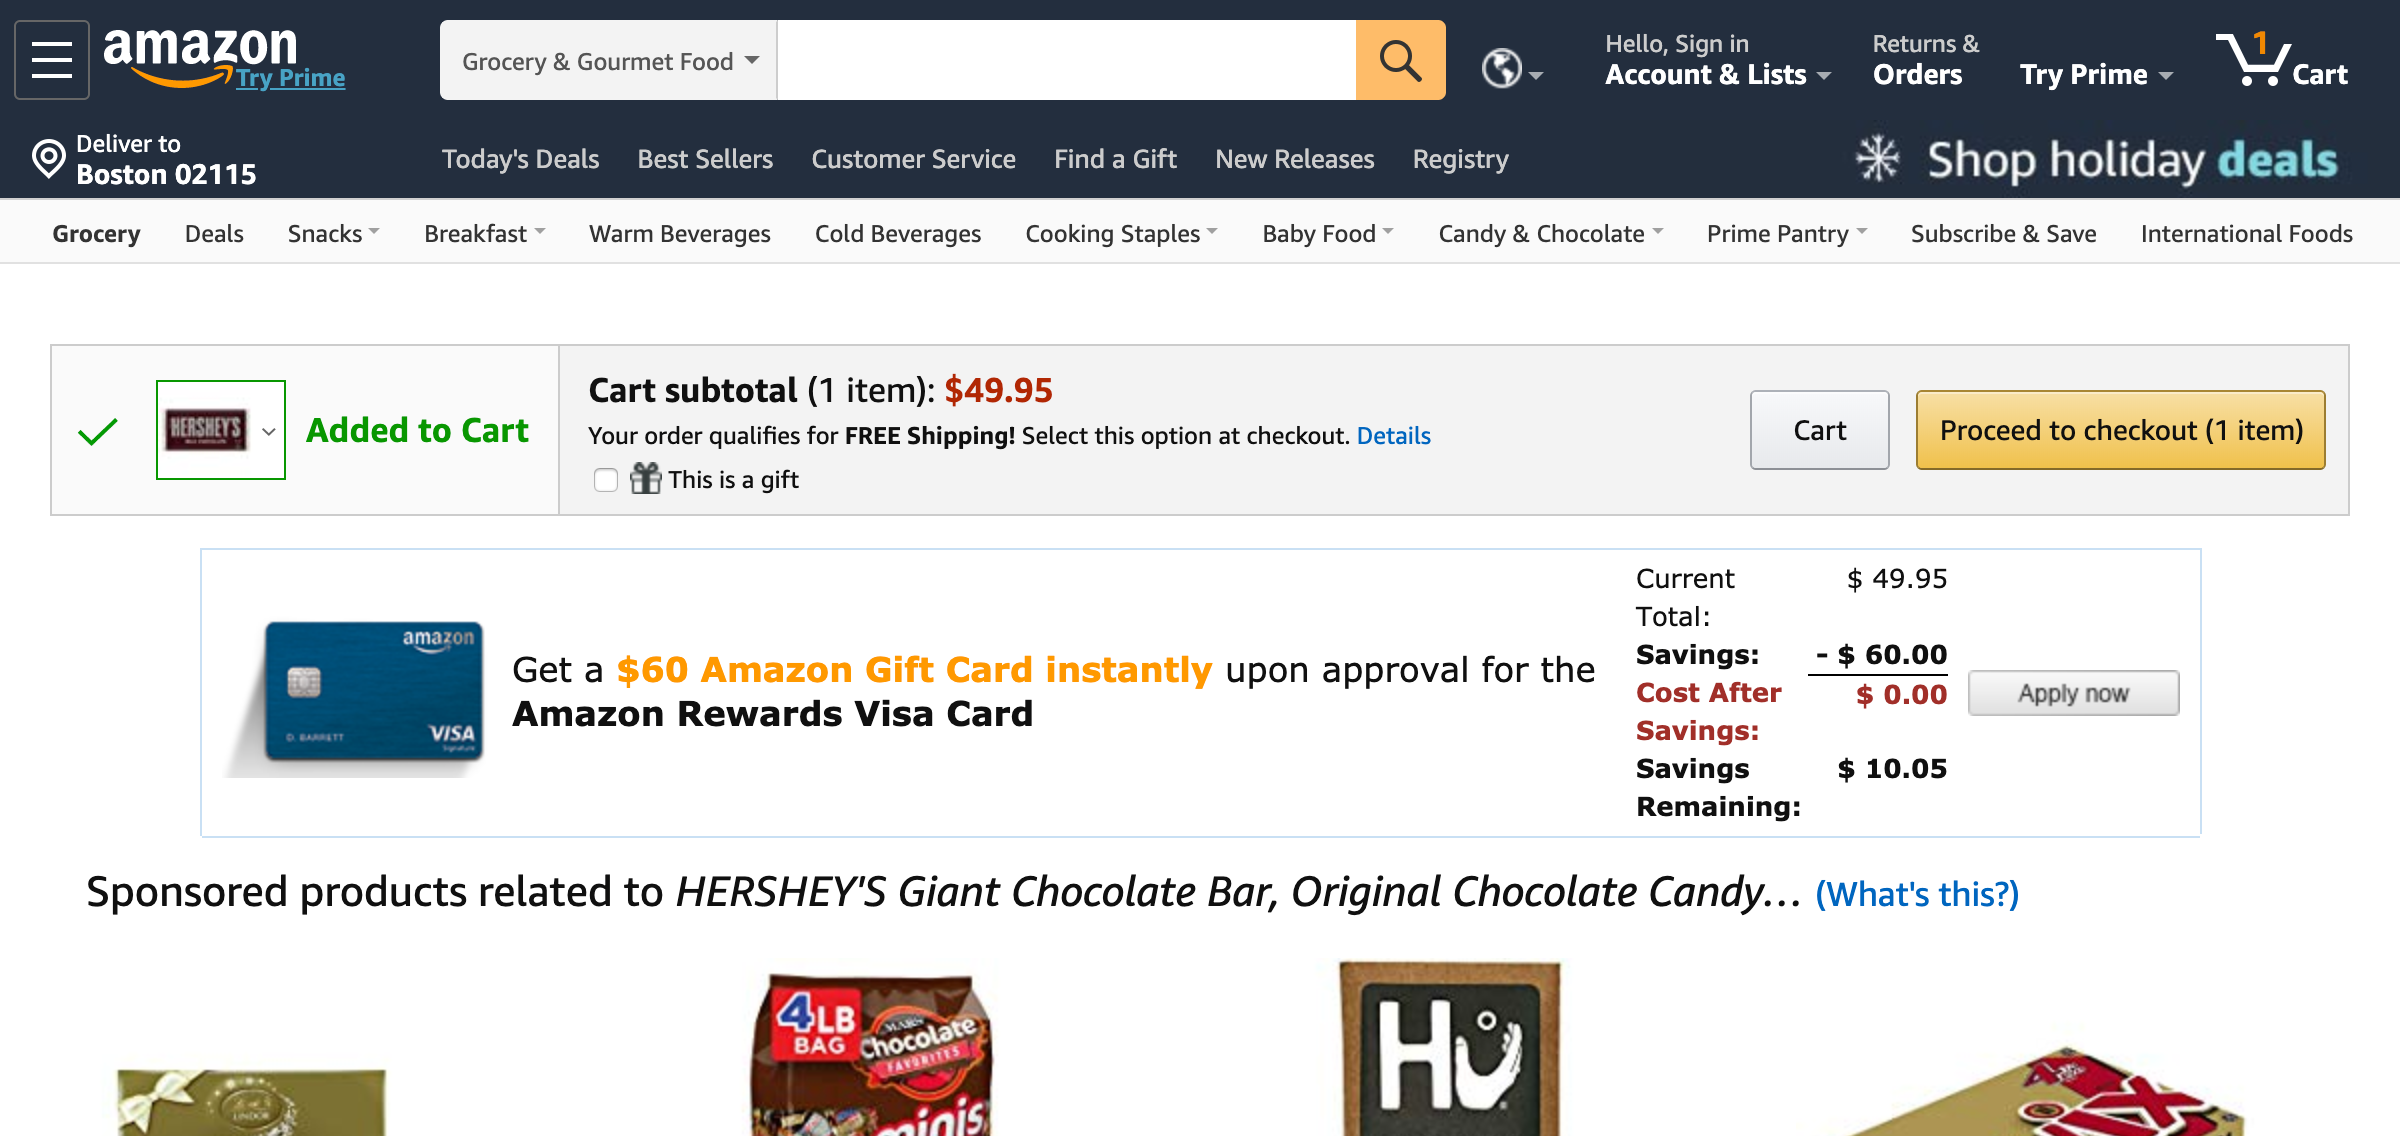 amazon
Try Prime
Grocery & Gourmet Food
Hello, Sign in
Account & Lists
Returns &
Orders
Try Prime
1
Cart
Deliver to
Boston 02115
Today's Deals
Best Sellers
Customer Service
Find a Gift
New Releases
Registry
Shop holiday deals
Grocery
Deals
Snacks
Breakfast
Warm Beverages
Cold Beverages
Cooking Staples
Baby Food
Candy & Chocolate
Prime Pantry
Subscribe & Save
International Foods
HERSHEY'S
MILK CHOCOLATE
Added to Cart
Cart subtotal (1 item): $49.95
Your order qualifies for FREE Shipping! Select this option at checkout. Details
This is a gift
Cart
Proceed to checkout (1 item)
amazon
D. BARRETT
VISA
Signature
Get a $60 Amazon Gift Card instantly upon approval for the
Amazon Rewards Visa Card
Current Total: $ 49.95
Savings: - $ 60.00
Cost After Savings: $ 0.00
Savings Remaining: $ 10.05
Apply now
Sponsored products related to HERSHEY'S Giant Chocolate Bar, Original Chocolate Candy… (What's this?)
LINDOR
4LB
BAG
MARS
Chocolate
FAVORITES
minis
Hu